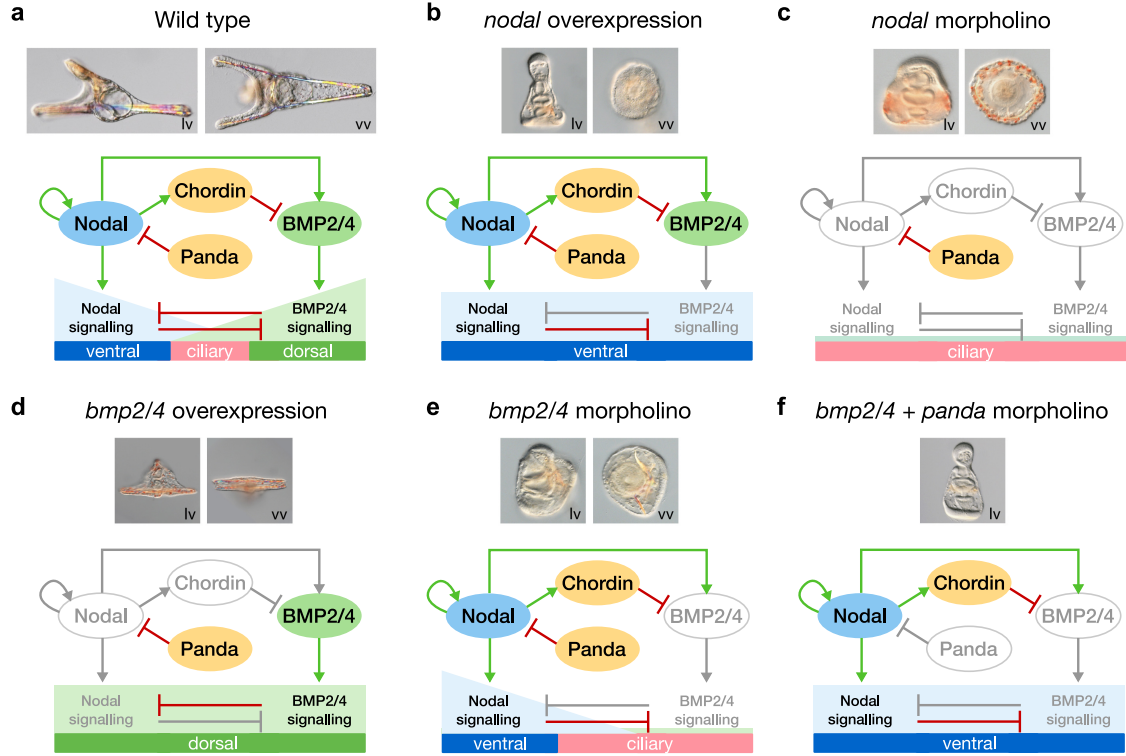 a
Wild type
lv
vv
Chordin
Nodal
BMP2/4
Panda
Nodal
signalling
BMP2/4
signalling
ventral
ciliary
dorsal
b
nodal overexpression
lv
vv
Chordin
Nodal
BMP2/4
Panda
Nodal
signalling
BMP2/4
signalling
ventral
c
nodal morpholino
lv
vv
Chordin
Nodal
BMP2/4
Panda
Nodal
signalling
BMP2/4
signalling
ciliary
d
bmp2/4 overexpression
lv
vv
Chordin
Nodal
BMP2/4
Panda
Nodal
signalling
BMP2/4
signalling
dorsal
e
bmp2/4 morpholino
lv
vv
Chordin
Nodal
BMP2/4
Panda
Nodal
signalling
BMP2/4
signalling
ventral
ciliary
f
bmp2/4 + panda morpholino
lv
Chordin
Nodal
BMP2/4
Panda
Nodal
signalling
BMP2/4
signalling
ventral